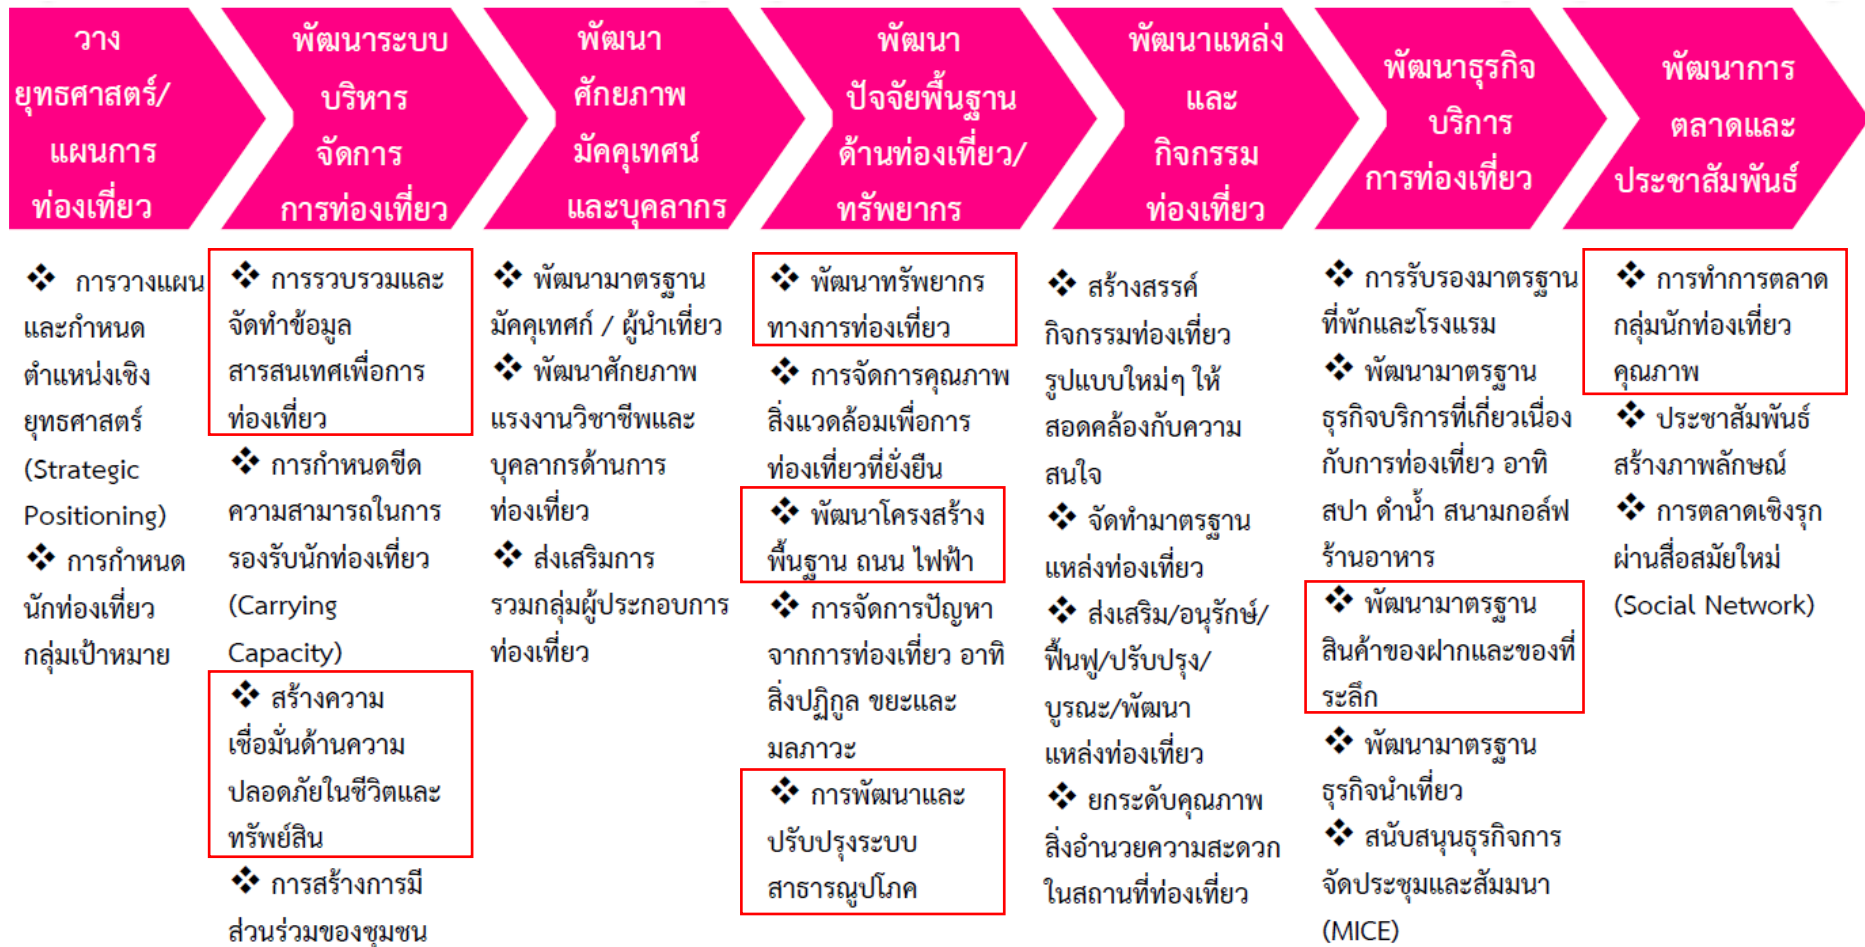 วาง
ยุทธศาสตร์/
แผนการ
ท่องเที่ยว
พัฒนาระบบ
บริหาร
จัดการ
การท่องเที่ยว
พัฒนา
ศักยภาพ
มัคคุเทศน์
และบุคลากร
พัฒนา
ปัจจัยพื้นฐาน
ด้านท่องเที่ยว/
ทรัพยากร
พัฒนาแหล่ง
และ
กิจกรรม
ท่องเที่ยว
พัฒนาธุรกิจ
บริการ
การท่องเที่ยว
พัฒนาการ
ตลาดและ
ประชาสัมพันธ์
❖ การวางแผน
และกำหนด
ตำแหน่งเชิง
ยุทธศาสตร์
(Strategic
Positioning)
❖ การกำหนด
นักท่องเที่ยว
กลุ่มเป้าหมาย
❖ การรวบรวมและ
จัดทำข้อมูล
สารสนเทศเพื่อการ
ท่องเที่ยว
❖ การกำหนดขีด
ความสามารถในการ
รองรับนักท่องเที่ยว
(Carrying
Capacity)
❖ สร้างความ
เชื่อมั่นด้านความ
ปลอดภัยในชีวิตและ
ทรัพย์สิน
❖ การสร้างการมี
ส่วนร่วมของชุมชน
❖ พัฒนามาตรฐาน
มัคคุเทศก์ / ผู้นำเที่ยว
❖ พัฒนาศักยภาพ
แรงงานวิชาชีพและ
บุคลากรด้านการ
ท่องเที่ยว
❖ ส่งเสริมการ
รวมกลุ่มผู้ประกอบการ
ท่องเที่ยว
❖ พัฒนาทรัพยากร
ทางการท่องเที่ยว
❖ การจัดการคุณภาพ
สิ่งแวดล้อมเพื่อการ
ท่องเที่ยวที่ยั่งยืน
❖ พัฒนาโครงสร้าง
พื้นฐาน ถนน ไฟฟ้า
❖ การจัดการปัญหา
จากการท่องเที่ยว อาทิ
สิ่งปฏิกูล ขยะและ
มลภาวะ
❖ การพัฒนาและ
ปรับปรุงระบบ
สาธารณูปโภค
❖ สร้างสรรค์
กิจกรรมท่องเที่ยว
รูปแบบใหม่ๆ ให้
สอดคล้องกับความ
สนใจ
❖ จัดทำมาตรฐาน
แหล่งท่องเที่ยว
❖ ส่งเสริม/อนุรักษ์/
ฟื้นฟู/ปรับปรุง/
บูรณะ/พัฒนา
แหล่งท่องเที่ยว
❖ ยกระดับคุณภาพ
สิ่งอำนวยความสะดวก
ในสถานที่ท่องเที่ยว
❖ การรับรองมาตรฐาน
ที่พักและโรงแรม
❖ พัฒนามาตรฐาน
ธุรกิจบริการที่เกี่ยวเนื่อง
กับการท่องเที่ยว อาทิ
สปา ดำน้ำ สนามกอล์ฟ
ร้านอาหาร
❖ พัฒนามาตรฐาน
สินค้าของฝากและของที่
ระลึก
❖ พัฒนามาตรฐาน
ธุรกิจนำเที่ยว
❖ สนับสนุนธุรกิจการ
จัดประชุมและสัมมนา
(MICE)
❖ การทำการตลาด
กลุ่มนักท่องเที่ยว
คุณภาพ
❖ ประชาสัมพันธ์
สร้างภาพลักษณ์
❖ การตลาดเชิงรุก
ผ่านสื่อสมัยใหม่
(Social Network)